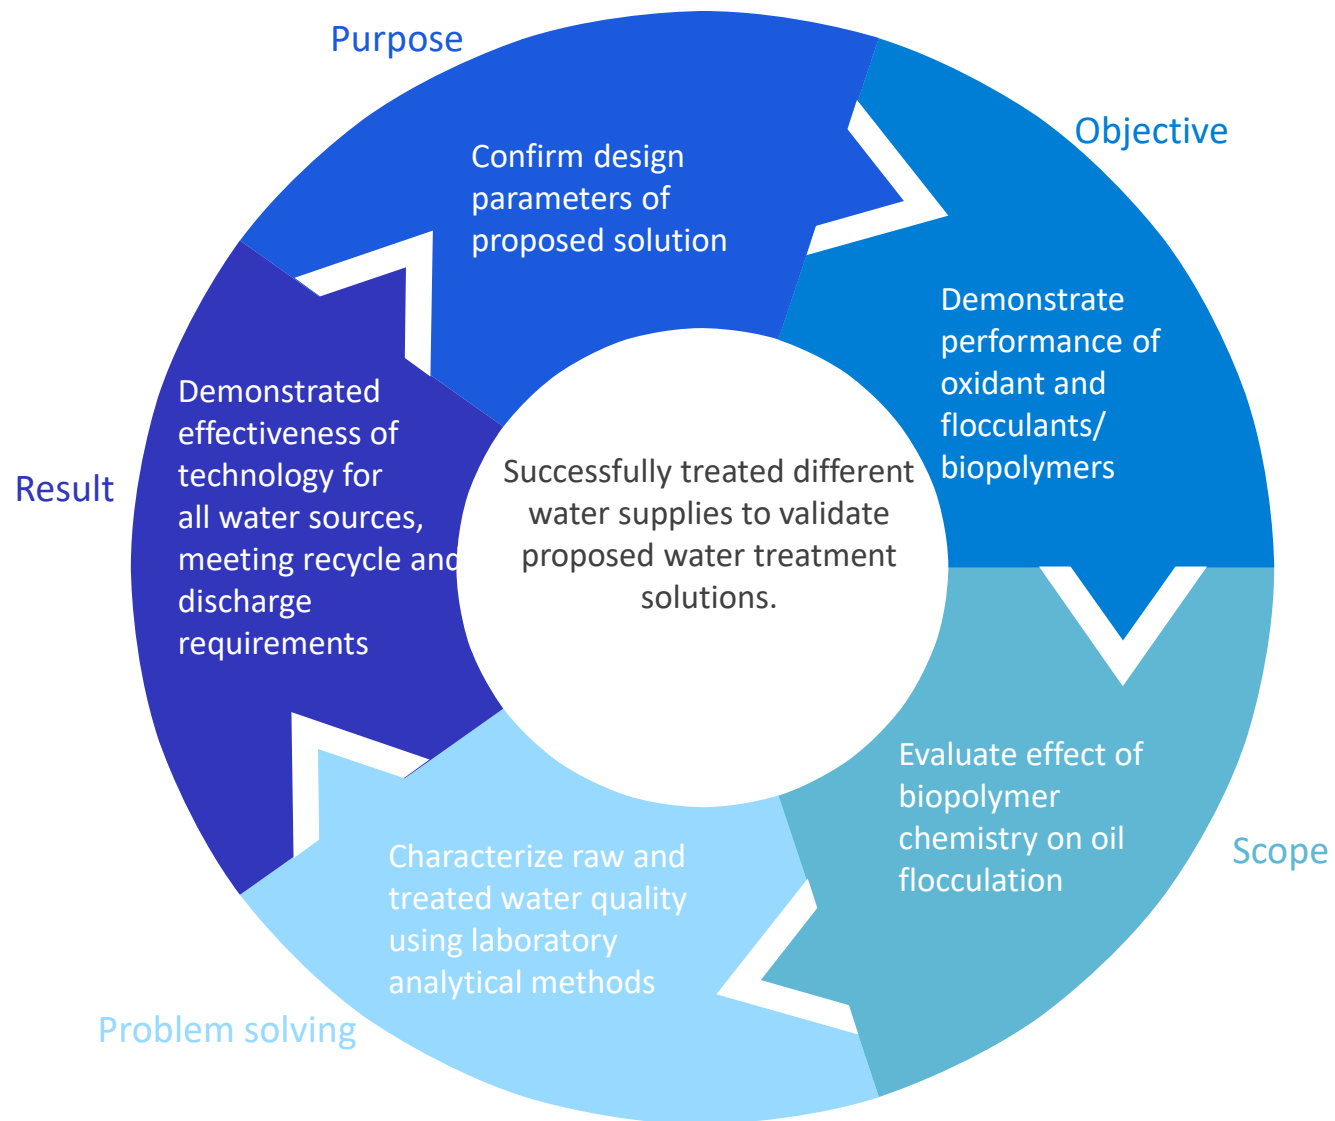 Purpose
Confirm design
parameters of
proposed solution
Objective
Demonstrate
performance of
oxidant and
flocculants/
biopolymers
Scope
Evaluate effect of
biopolymer
chemistry on oil
flocculation
Problem solving
Characterize raw and
treated water quality
using laboratory
analytical methods
Result
Demonstrated
effectiveness of
technology for
all water sources,
meeting recycle and
discharge
requirements
Successfully treated different
water supplies to validate
proposed water treatment
solutions.